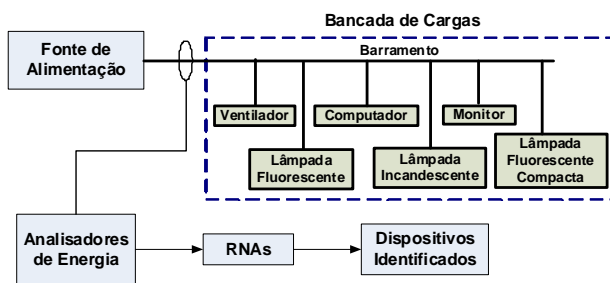 Bancada de Cargas
Fonte de
Alimentação
Barramento
Ventilador
Computador
Monitor
Lâmpada
Fluorescente
Lâmpada
Incandescente
Lâmpada
Fluorescente
Compacta
Analisadores
de Energia
RNAs
Dispositivos
Identificados